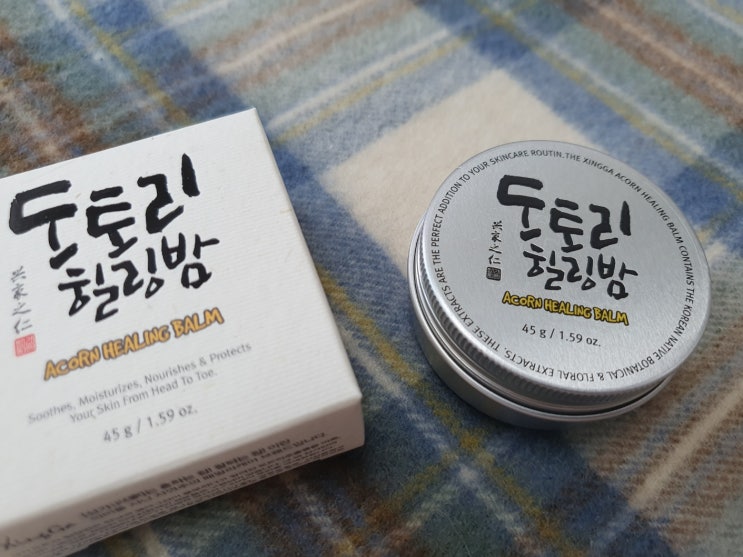 도토리
힐링밤
ACORN HEALING BALM
Soothes, Moisturizes, Nourishes & Protects
Your Skin From Head To Toe.
45 g / 1.59 oz.
도토리
힐링밤
ACORN HEALING BALM
45 g / 1.59 oz.
THE XINGGA ACORN HEALING BALM CONTAINS THE KOREAN NATIVE BOTANICAL & FLORAL EXTRACTS. THESE EXTRACTS ARE THE PERFECT ADDITION TO YOUR SKINCARE ROUTIN.